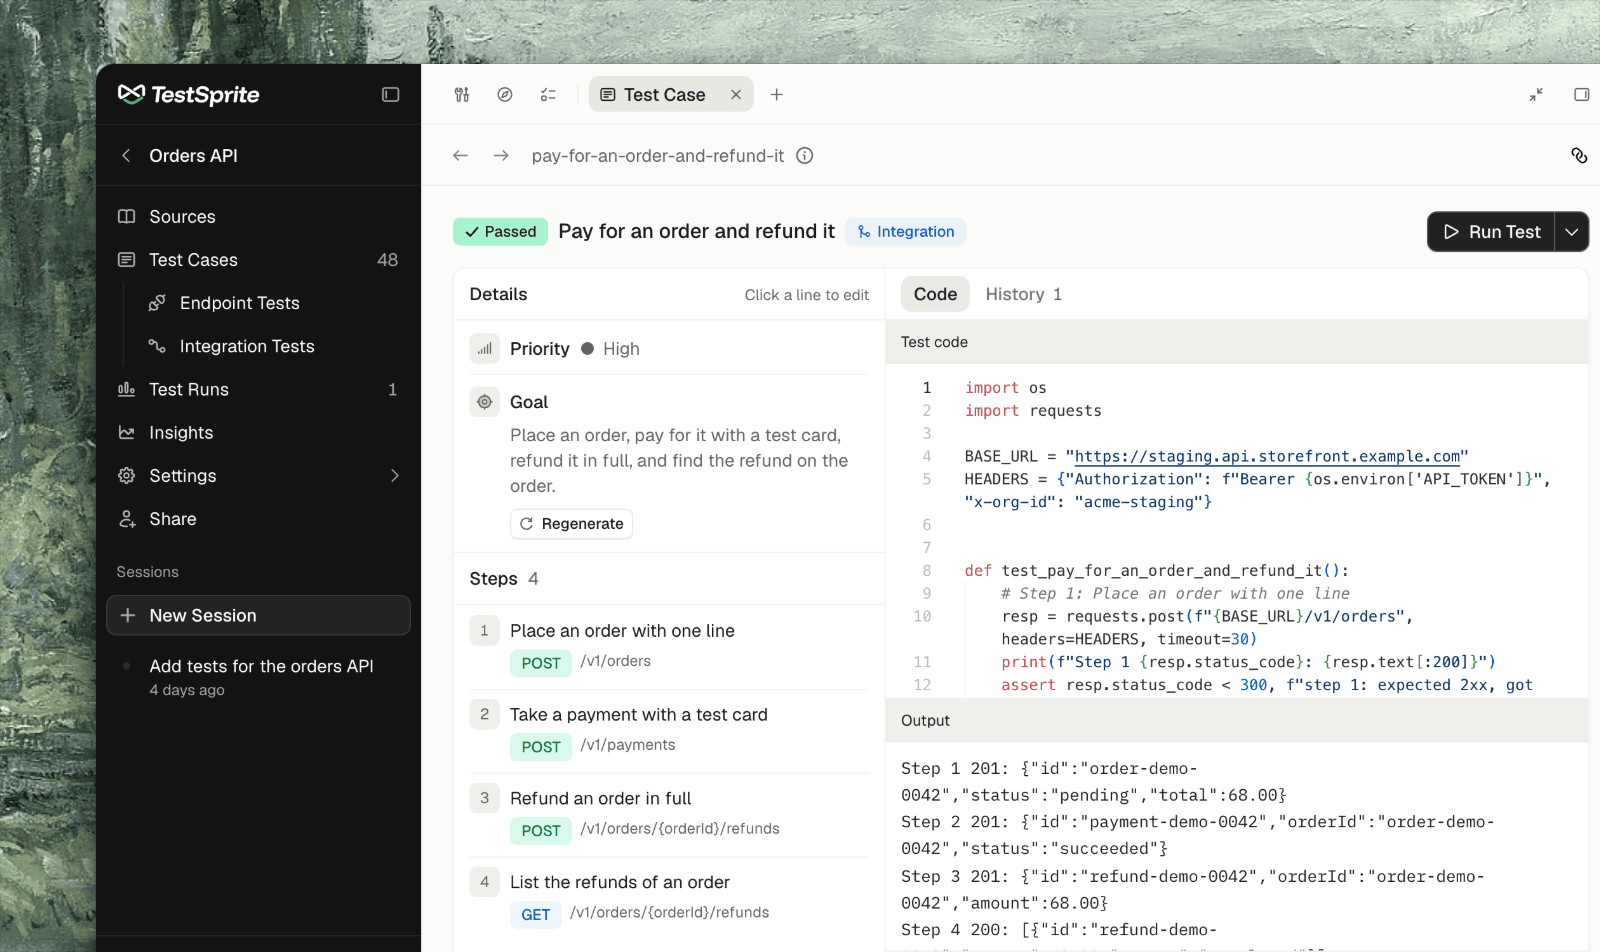 TestSprite
Orders API
Sources
Test Cases 48
Endpoint Tests
Integration Tests
Test Runs 1
Insights
Settings
Share
Sessions
New Session
Add tests for the orders API
4 days ago
Test Case
pay-for-an-order-and-refund-it
Passed Pay for an order and refund it Integration
Run Test
Details Click a line to edit
Priority High
Goal
Place an order, pay for it with a test card,
refund it in full, and find the refund on the
order.
Regenerate
Steps 4
1 Place an order with one line
POST /v1/orders
2 Take a payment with a test card
POST /v1/payments
3 Refund an order in full
POST /v1/orders/{orderId}/refunds
4 List the refunds of an order
GET /v1/orders/{orderId}/refunds
Code History 1
Test code
1 import os
2 import requests
3
4 BASE_URL = "https://staging.api.storefront.example.com"
5 HEADERS = {"Authorization": f"Bearer {os.environ['API_TOKEN']}",
"x-org-id": "acme-staging"}
6
7
8 def test_pay_for_an_order_and_refund_it():
9 # Step 1: Place an order with one line
10 resp = requests.post(f"{BASE_URL}/v1/orders",
headers=HEADERS, timeout=30)
11 print(f"Step 1 {resp.status_code}: {resp.text[:200]}")
12 assert resp.status_code < 300, f"step 1: expected 2xx, got
Output
Step 1 201: {"id":"order-demo-
0042","status":"pending","total":68.00}
Step 2 201: {"id":"payment-demo-0042","orderId":"order-demo-
0042","status":"succeeded"}
Step 3 201: {"id":"refund-demo-0042","orderId":"order-demo-
0042","amount":68.00}
Step 4 200: [{"id":"refund-demo-